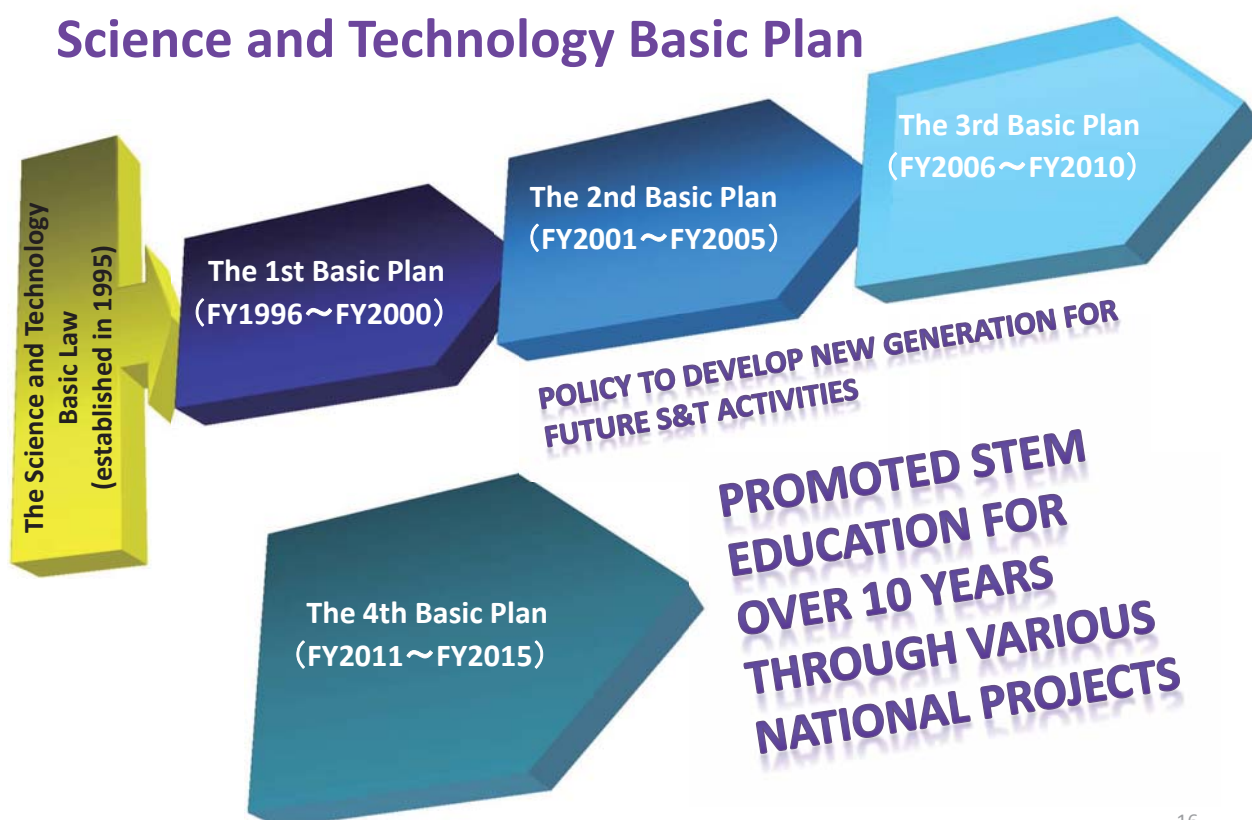 Science and Technology Basic Plan
The Science and Technology
Basic Law
(established in 1995)
The 1st Basic Plan
（FY1996～FY2000）
The 2nd Basic Plan
（FY2001～FY2005）
The 3rd Basic Plan
（FY2006～FY2010）
POLICY TO DEVELOP NEW GENERATION FOR
FUTURE S&T ACTIVITIES
The 4th Basic Plan
（FY2011～FY2015）
PROMOTED STEM
EDUCATION FOR
OVER 10 YEARS
THROUGH VARIOUS
NATIONAL PROJECTS
16